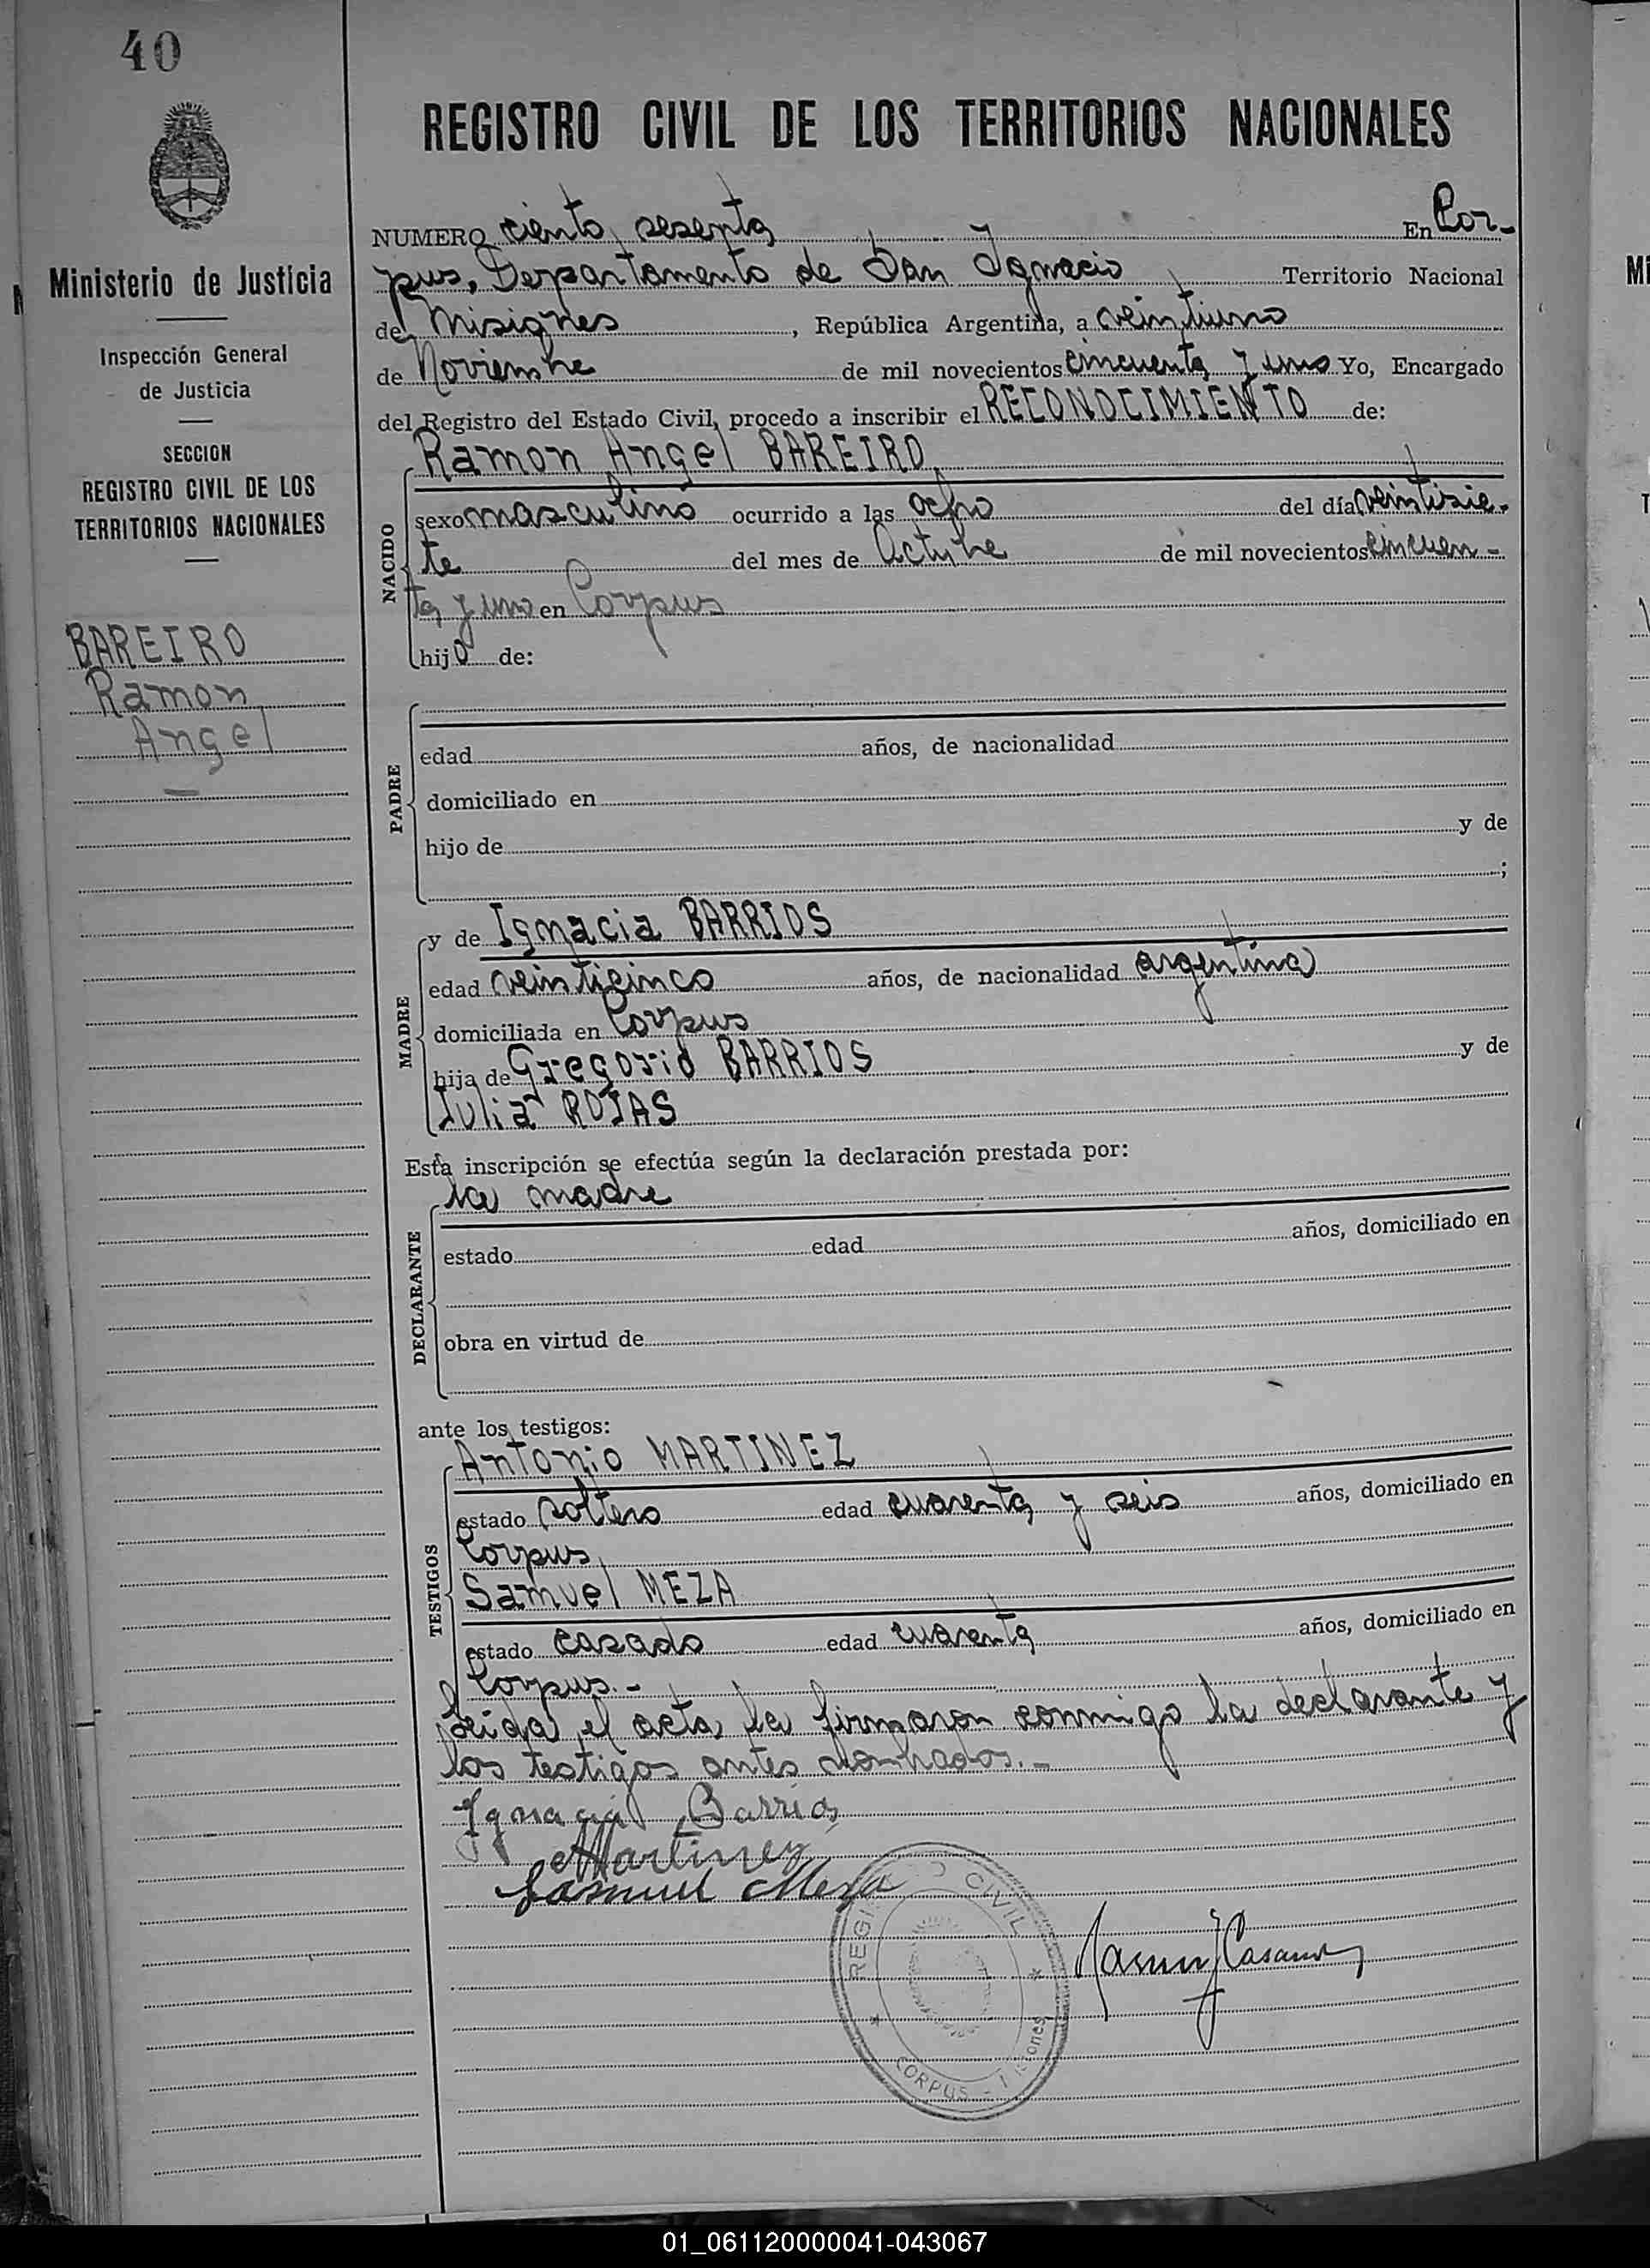 40
REGISTRO CIVIL DE LOS TERRITORIOS NACIONALES
Ministerio de Justicia
Inspección General
de Justicia
SECCION
REGISTRO CIVIL DE LOS
TERRITORIOS NACIONALES
BAREIRO
Ramon
Angel
NUMERO ciento sesenta En Cor-
pus, Departamento de San Ignacio Territorio Nacional
de Misiones, República Argentina, a veintiuno
de Noviembre de mil novecientos cincuenta y uno Yo, Encargado
del Registro del Estado Civil, procedo a inscribir el RECONOCIMIENTO de:
Ramon Angel BAREIRO
NACIDO
sexo masculino ocurrido a las ocho del día veintisie-
te del mes de Octubre de mil novecientos cincuen-
ta y uno en Corpus
hijo de:
PADRE
edad años, de nacionalidad
domiciliado en
hijo de y de
;
MADRE
y de Ignacia BARRIOS
edad veinticinco años, de nacionalidad argentina
domiciliada en Corpus
hija de Gregorio BARRIOS y de
Julia ROJAS
Esta inscripción se efectúa según la declaración prestada por:
DECLARANTE
la madre
estado edad años, domiciliado en
obra en virtud de
ante los testigos:
TESTIGOS
Antonio MARTINEZ
estado soltero edad cuarenta y seis años, domiciliado en
Corpus
Samuel MEZA
estado casado edad cuarenta años, domiciliado en
Corpus.-
Leida el acta la firmaron conmigo la declarante y
los testigos antes nombrados.-
Ignacia Barrios
Martinez
Samuel Meza
REGISTRO CIVIL
CORPUS - Misiones
01_061120000041-043067